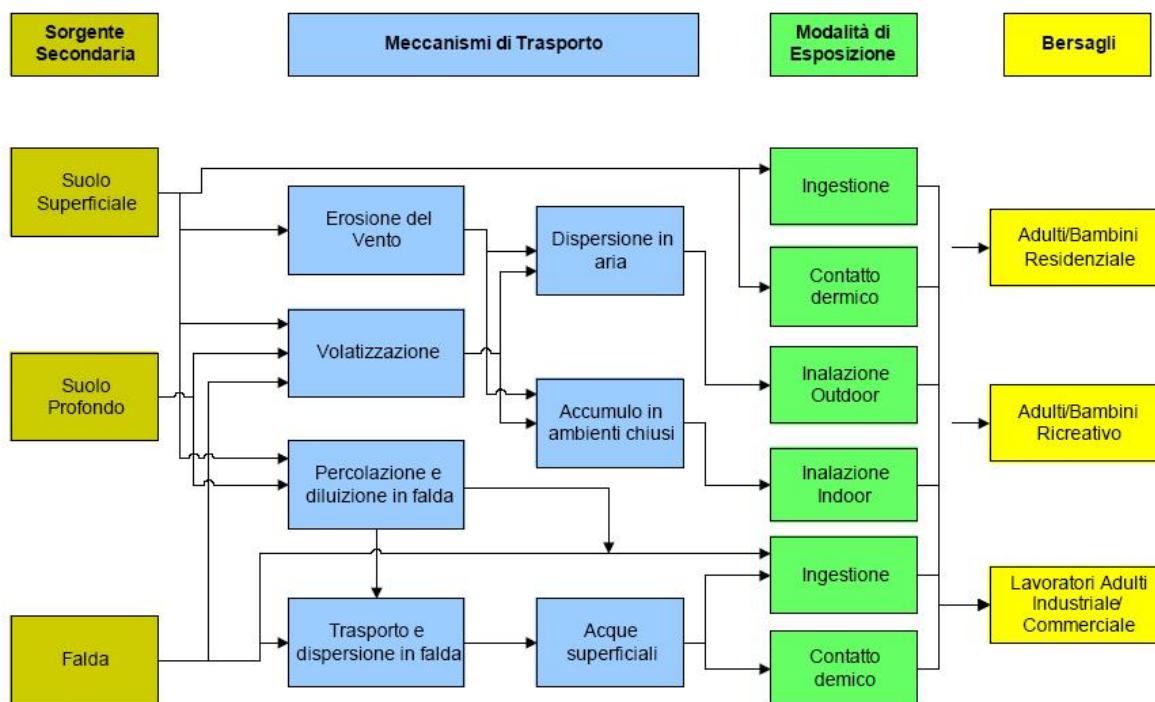 Sorgente
Secondaria
Meccanismi di Trasporto
Modalità di
Esposizione
Bersagli
Suolo
Superficiale
Erosione del
Vento
Dispersione in
aria
Ingestione
Adulti/Bambini
Residenziale
Contatto
dermico
Suolo
Profondo
Volatizzazione
Accumulo in
ambienti chiusi
Inalazione
Outdoor
Adulti/Bambini
Ricreativo
Percolazione e
diluizione in falda
Inalazione
Indoor
Ingestione
Falda
Trasporto e
dispersione in falda
Acque
superficiali
Contatto
demico
Lavoratori Adulti
Industriale/
Commerciale